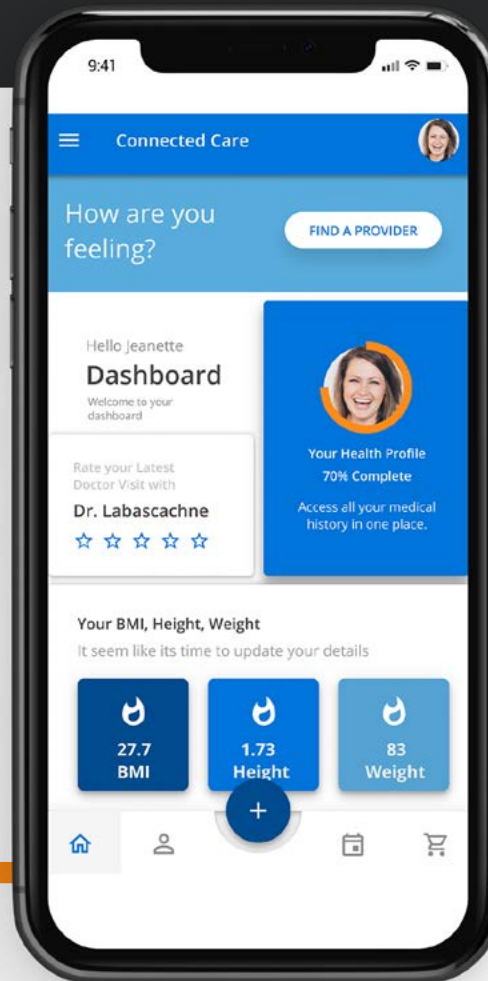 9:41
Connected Care
How are you
feeling?
FIND A PROVIDER
Hello Jeanette
Dashboard
Welcome to your
dashboard
Rate your Latest
Doctor Visit with
Dr. Labascachne
Your Health Profile
70% Complete
Access all your medical
history in one place.
Your BMI, Height, Weight
It seem like its time to update your details
27.7
BMI
1.73
Height
83
Weight